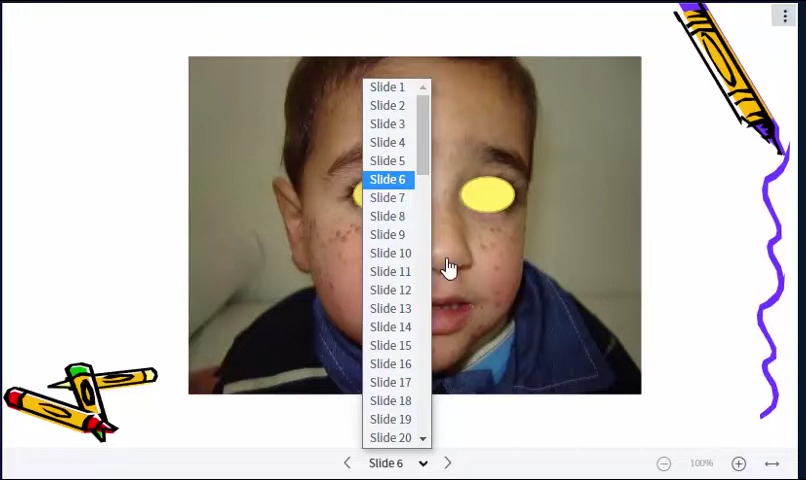 Slide 1
Slide 2
Slide 3
Slide 4
Slide 5
Slide 6
Slide 7
Slide 8
Slide 9
Slide 10
Slide 11
Slide 12
Slide 13
Slide 14
Slide 15
Slide 16
Slide 17
Slide 18
Slide 19
Slide 20
Slide 6
100%